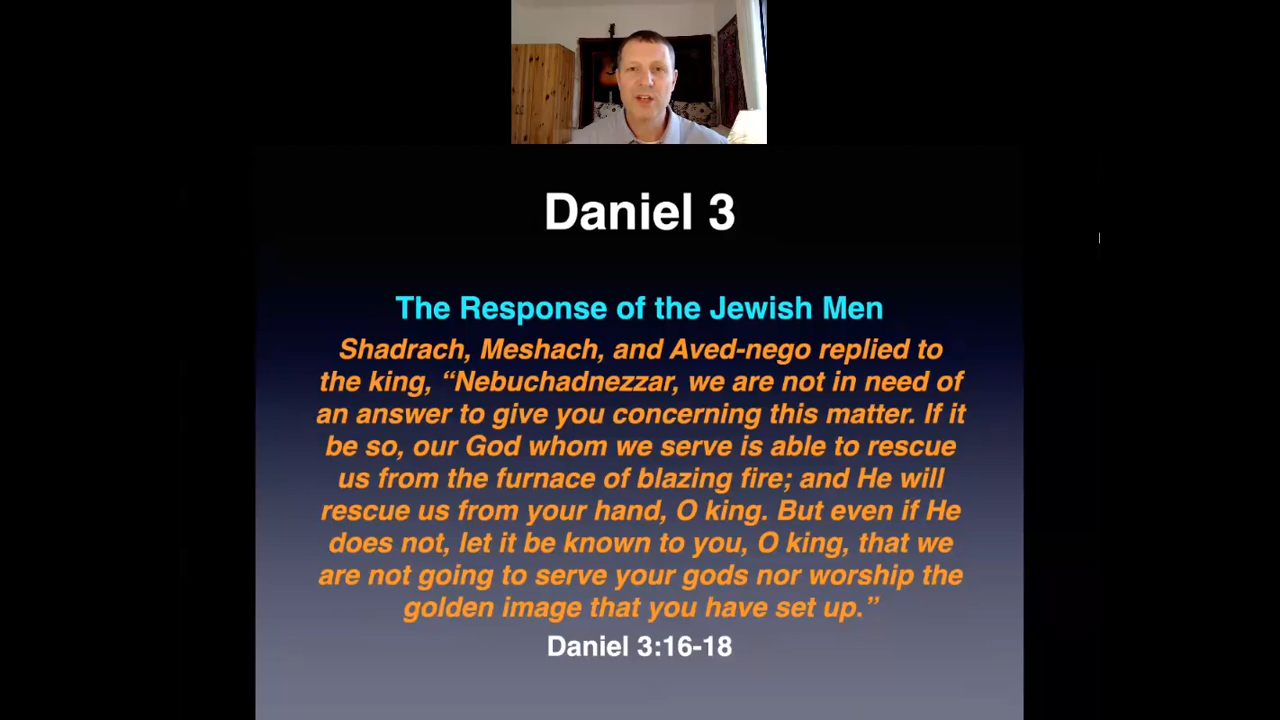 Daniel 3
The Response of the Jewish Men
Shadrach, Meshach, and Aved-nego replied to
the king, “Nebuchadnezzar, we are not in need of
an answer to give you concerning this matter. If it
be so, our God whom we serve is able to rescue
us from the furnace of blazing fire; and He will
rescue us from your hand, O king. But even if He
does not, let it be known to you, O king, that we
are not going to serve your gods nor worship the
golden image that you have set up.”
Daniel 3:16-18